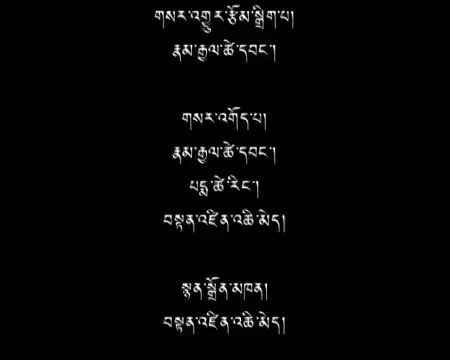 གསར་འགྱུར་རྩོམ་སྒྲིག་པ།
རྣམ་རྒྱལ་ཚེ་དབང་།
གསར་འགོད་པ།
རྣམ་རྒྱལ་ཚེ་དབང་།
པདྨ་ཚེ་རིང་།
བསྟན་འཛིན་འཆི་མེད།
སྙན་སྒྲོན་མཁན།
བསྟན་འཛིན་འཆི་མེད།